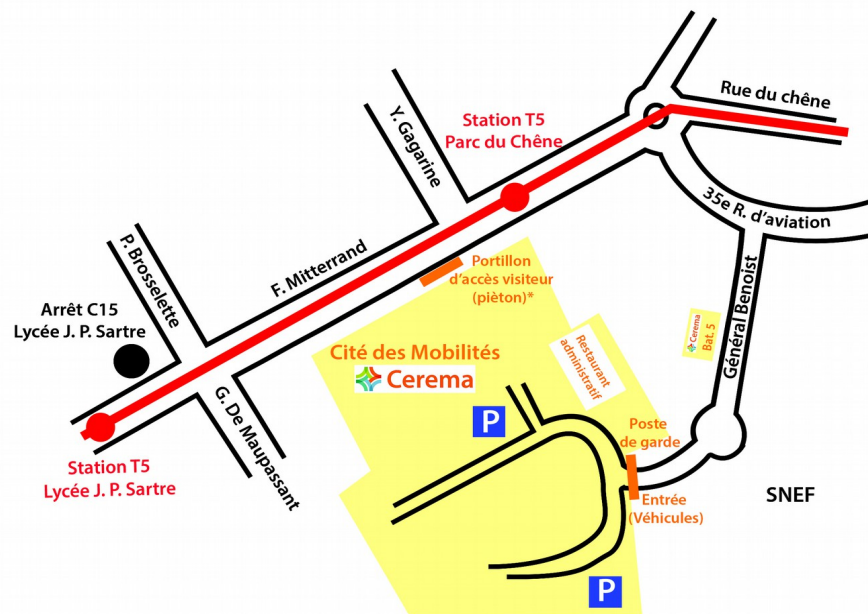 Rue du chêne
Station T5
Parc du Chêne
Y. Gagarine
35e R. d'aviation
P. Brosselette
F. Mitterrand
Portillon
d'accès visiteur
(pièton)*
Arrêt C15
Lycée J. P. Sartre
Général Benoist
Cerema
Bat. 5
Restaurant
administratif
Cité des Mobilités
Cerema
G. De Maupassant
P
Poste
de garde
Station T5
Lycée J. P. Sartre
Entrée
(Véhicules)
SNEF
P